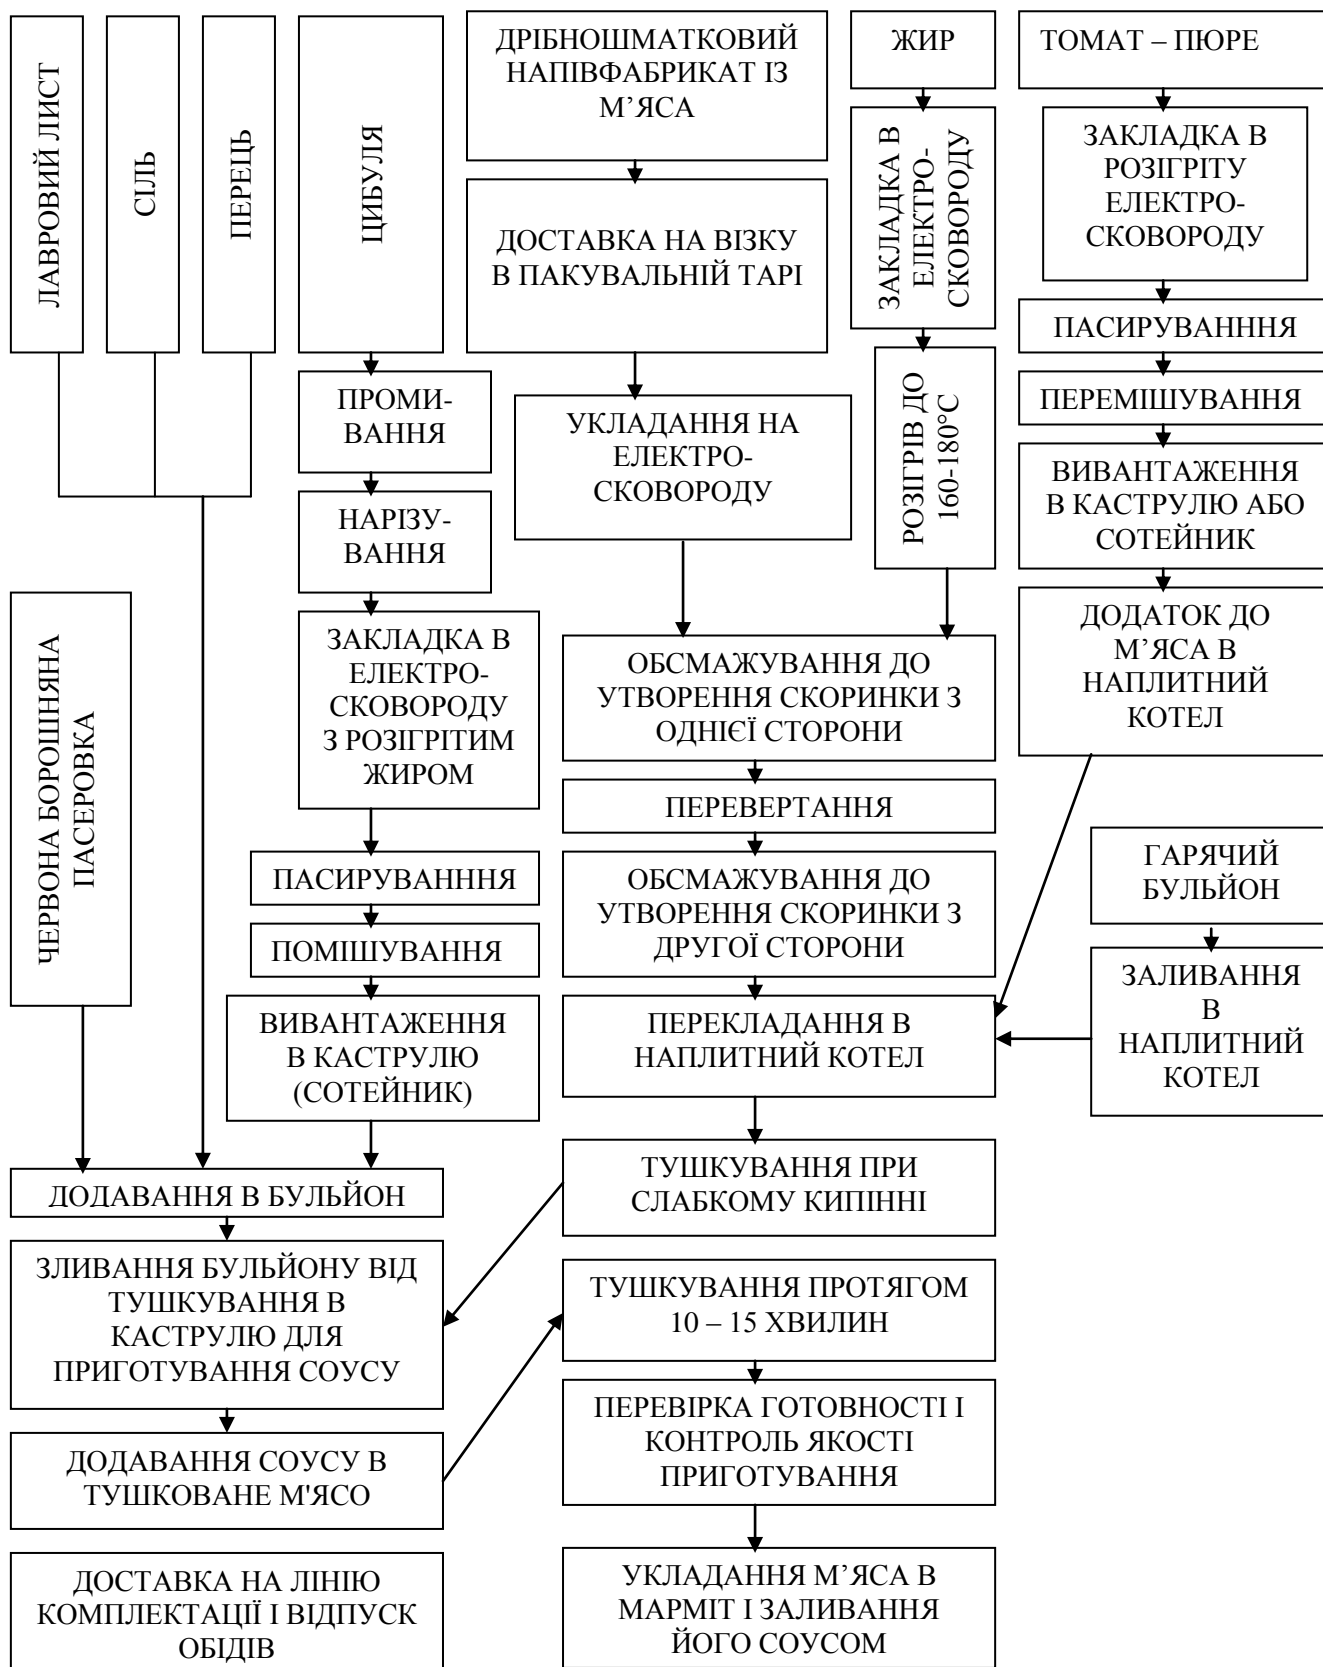 ЛАВРОВИЙ ЛИСТ
СІЛЬ
ПЕРЕЦЬ
ЦИБУЛЯ
ДРІБНОШМАТКОВИЙ
НАПІВФАБРИКАТ ІЗ
М’ЯСА
ЖИР
ТОМАТ – ПЮРЕ
ДОСТАВКА НА ВІЗКУ
В ПАКУВАЛЬНІЙ ТАРІ
ЗАКЛАДКА В
ЕЛЕКТРО-
СКОВОРОДУ
ЗАКЛАДКА В
РОЗІГРІТУ
ЕЛЕКТРО-
СКОВОРОДУ
ПАСИРУВАНННЯ
ПЕРЕМІШУВАННЯ
ВИВАНТАЖЕННЯ
В КАСТРУЛЮ АБО
СОТЕЙНИК
ДОДАТОК ДО
М’ЯСА В
НАПЛИТНИЙ
КОТЕЛ
ПРОМИ-
ВАННЯ
НАРІЗУ-
ВАННЯ
ЗАКЛАДКА В
ЕЛЕКТРО-
СКОВОРОДУ
З РОЗІГРІТИМ
ЖИРОМ
ПАСИРУВАНННЯ
ПОМІШУВАННЯ
ВИВАНТАЖЕННЯ
В КАСТРУЛЮ
(СОТЕЙНИК)
УКЛАДАННЯ НА
ЕЛЕКТРО-
СКОВОРОДУ
РОЗІГРІВ ДО
160-180°С
ОБСМАЖУВАННЯ ДО
УТВОРЕННЯ СКОРИНКИ З
ОДНІЄЇ СТОРОНИ
ПЕРЕВЕРТАННЯ
ОБСМАЖУВАННЯ ДО
УТВОРЕННЯ СКОРИНКИ З
ДРУГОЇ СТОРОНИ
ПЕРЕКЛАДАННЯ В
НАПЛИТНИЙ КОТЕЛ
ГАРЯЧИЙ
БУЛЬЙОН
ЗАЛИВАННЯ
В
НАПЛИТНИЙ
КОТЕЛ
ЧЕРВОНА БОРОШНЯНА
ПАСЕРОВКА
ДОДАВАННЯ В БУЛЬЙОН
ТУШКУВАННЯ ПРИ
СЛАБКОМУ КИПІННІ
ЗЛИВАННЯ БУЛЬЙОНУ ВІД
ТУШКУВАННЯ В
КАСТРУЛЮ ДЛЯ
ПРИГОТУВАННЯ СОУСУ
ДОДАВАННЯ СОУСУ В
ТУШКОВАНЕ М'ЯСО
ТУШКУВАННЯ ПРОТЯГОМ
10 – 15 ХВИЛИН
ПЕРЕВІРКА ГОТОВНОСТІ І
КОНТРОЛЬ ЯКОСТІ
ПРИГОТУВАННЯ
УКЛАДАННЯ М’ЯСА В
МАРМІТ І ЗАЛИВАННЯ
ЙОГО СОУСОМ
ДОСТАВКА НА ЛІНІЮ
КОМПЛЕКТАЦІЇ І ВІДПУСК
ОБІДІВ